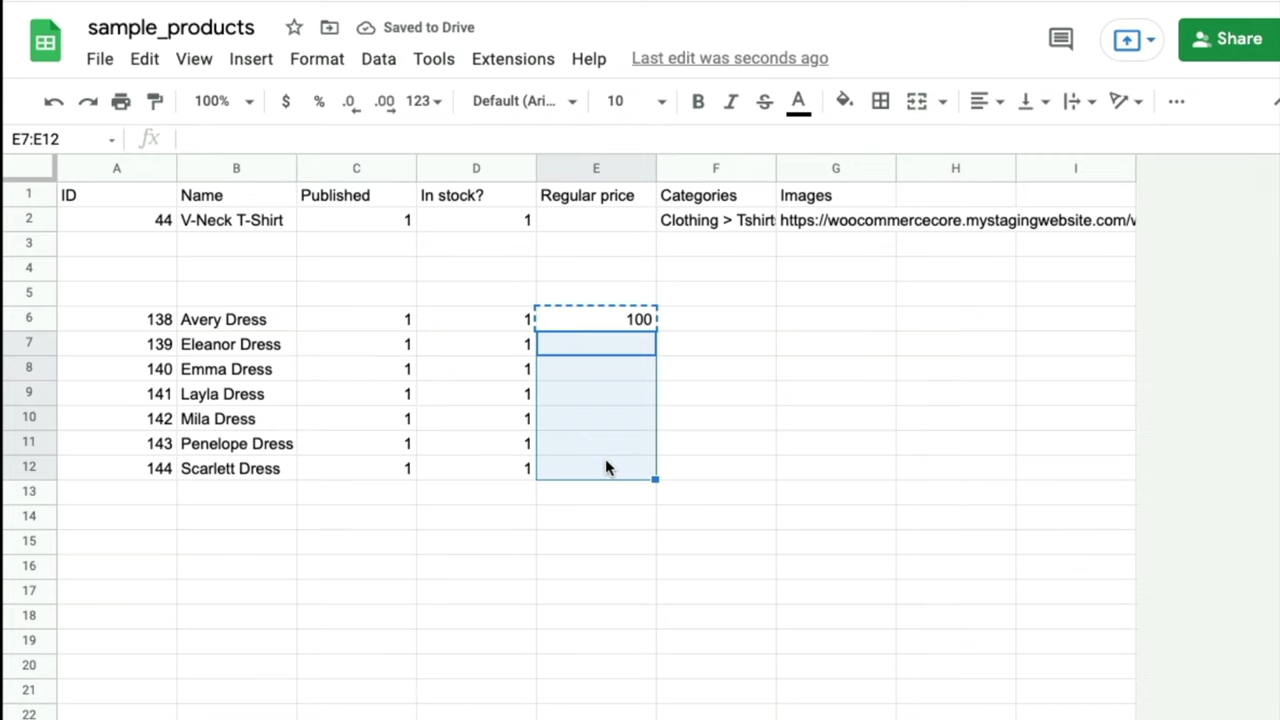 sample_products Saved to Drive
File Edit View Insert Format Data Tools Extensions Help Last edit was seconds ago
Share
100% $ % .0 .00 123 Default (Ari... 10 B I S A ...
E7:E12 fx
A B C D E F G H I
1 ID Name Published In stock? Regular price Categories Images
2 44 V-Neck T-Shirt 1 1 Clothing > Tshirt https://woocommercecore.mystagingwebsite.com/v
3
4
5
6 138 Avery Dress 1 1 100
7 139 Eleanor Dress 1 1
8 140 Emma Dress 1 1
9 141 Layla Dress 1 1
10 142 Mila Dress 1 1
11 143 Penelope Dress 1 1
12 144 Scarlett Dress 1 1
13
14
15
16
17
18
19
20
21
22